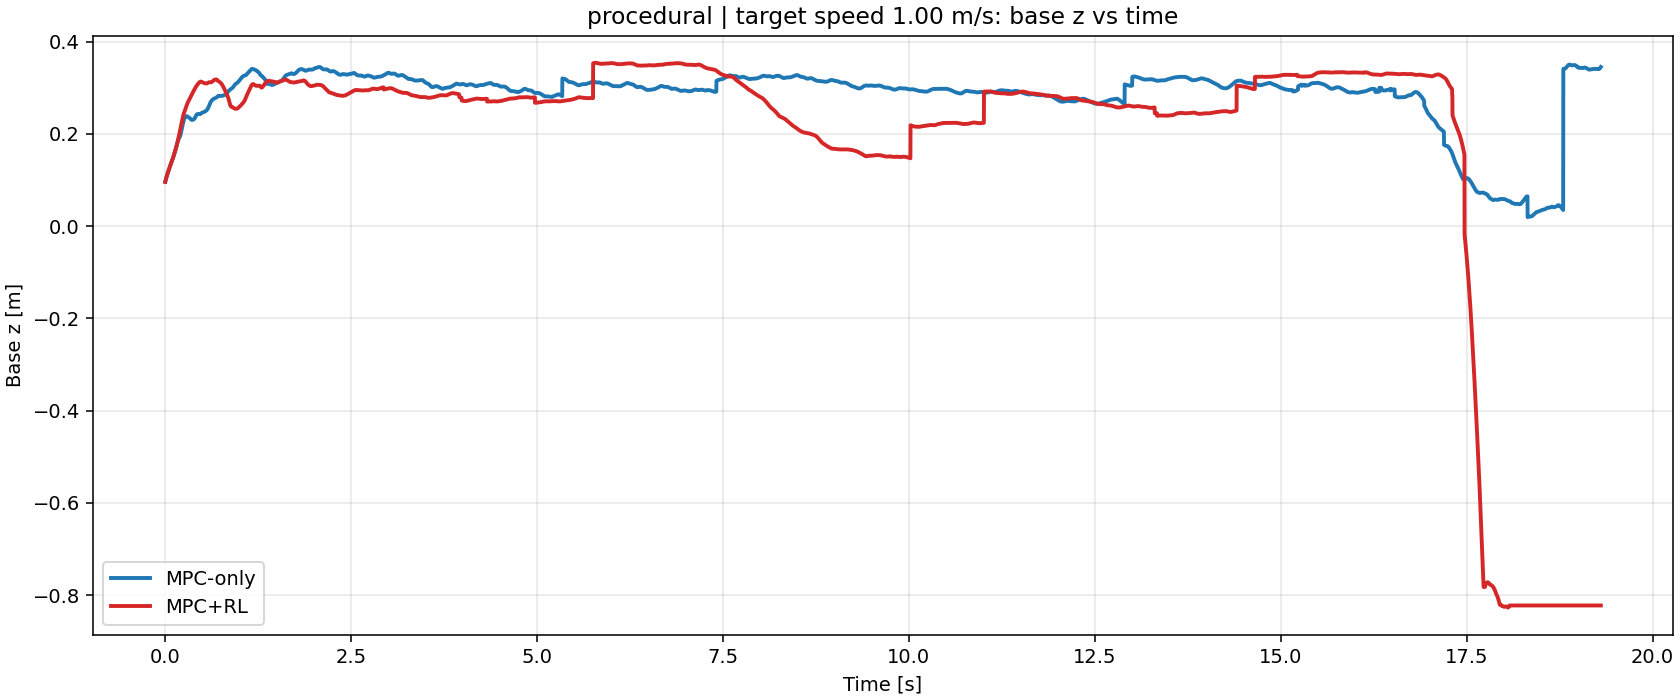 procedural | target speed 1.00 m/s: base z vs time
Base z [m]
0.4
0.2
0.0
−0.2
−0.4
−0.6
−0.8
MPC-only
MPC+RL
0.0 2.5 5.0 7.5 10.0 12.5 15.0 17.5 20.0
Time [s]